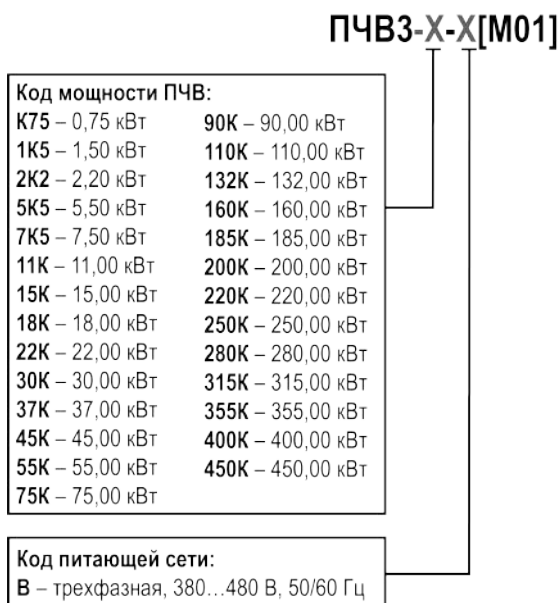 ПЧВ3-X-X[М01]
Код мощности ПЧВ:
К75 – 0,75 кВт 90К – 90,00 кВт
1К5 – 1,50 кВт 110К – 110,00 кВт
2К2 – 2,20 кВт 132К – 132,00 кВт
5К5 – 5,50 кВт 160К – 160,00 кВт
7К5 – 7,50 кВт 185К – 185,00 кВт
11К – 11,00 кВт 200К – 200,00 кВт
15К – 15,00 кВт 220К – 220,00 кВт
18К – 18,00 кВт 250К – 250,00 кВт
22К – 22,00 кВт 280К – 280,00 кВт
30К – 30,00 кВт 315К – 315,00 кВт
37К – 37,00 кВт 355К – 355,00 кВт
45К – 45,00 кВт 400К – 400,00 кВт
55К – 55,00 кВт 450К – 450,00 кВт
75К – 75,00 кВт
Код питающей сети:
В – трехфазная, 380...480 В, 50/60 Гц